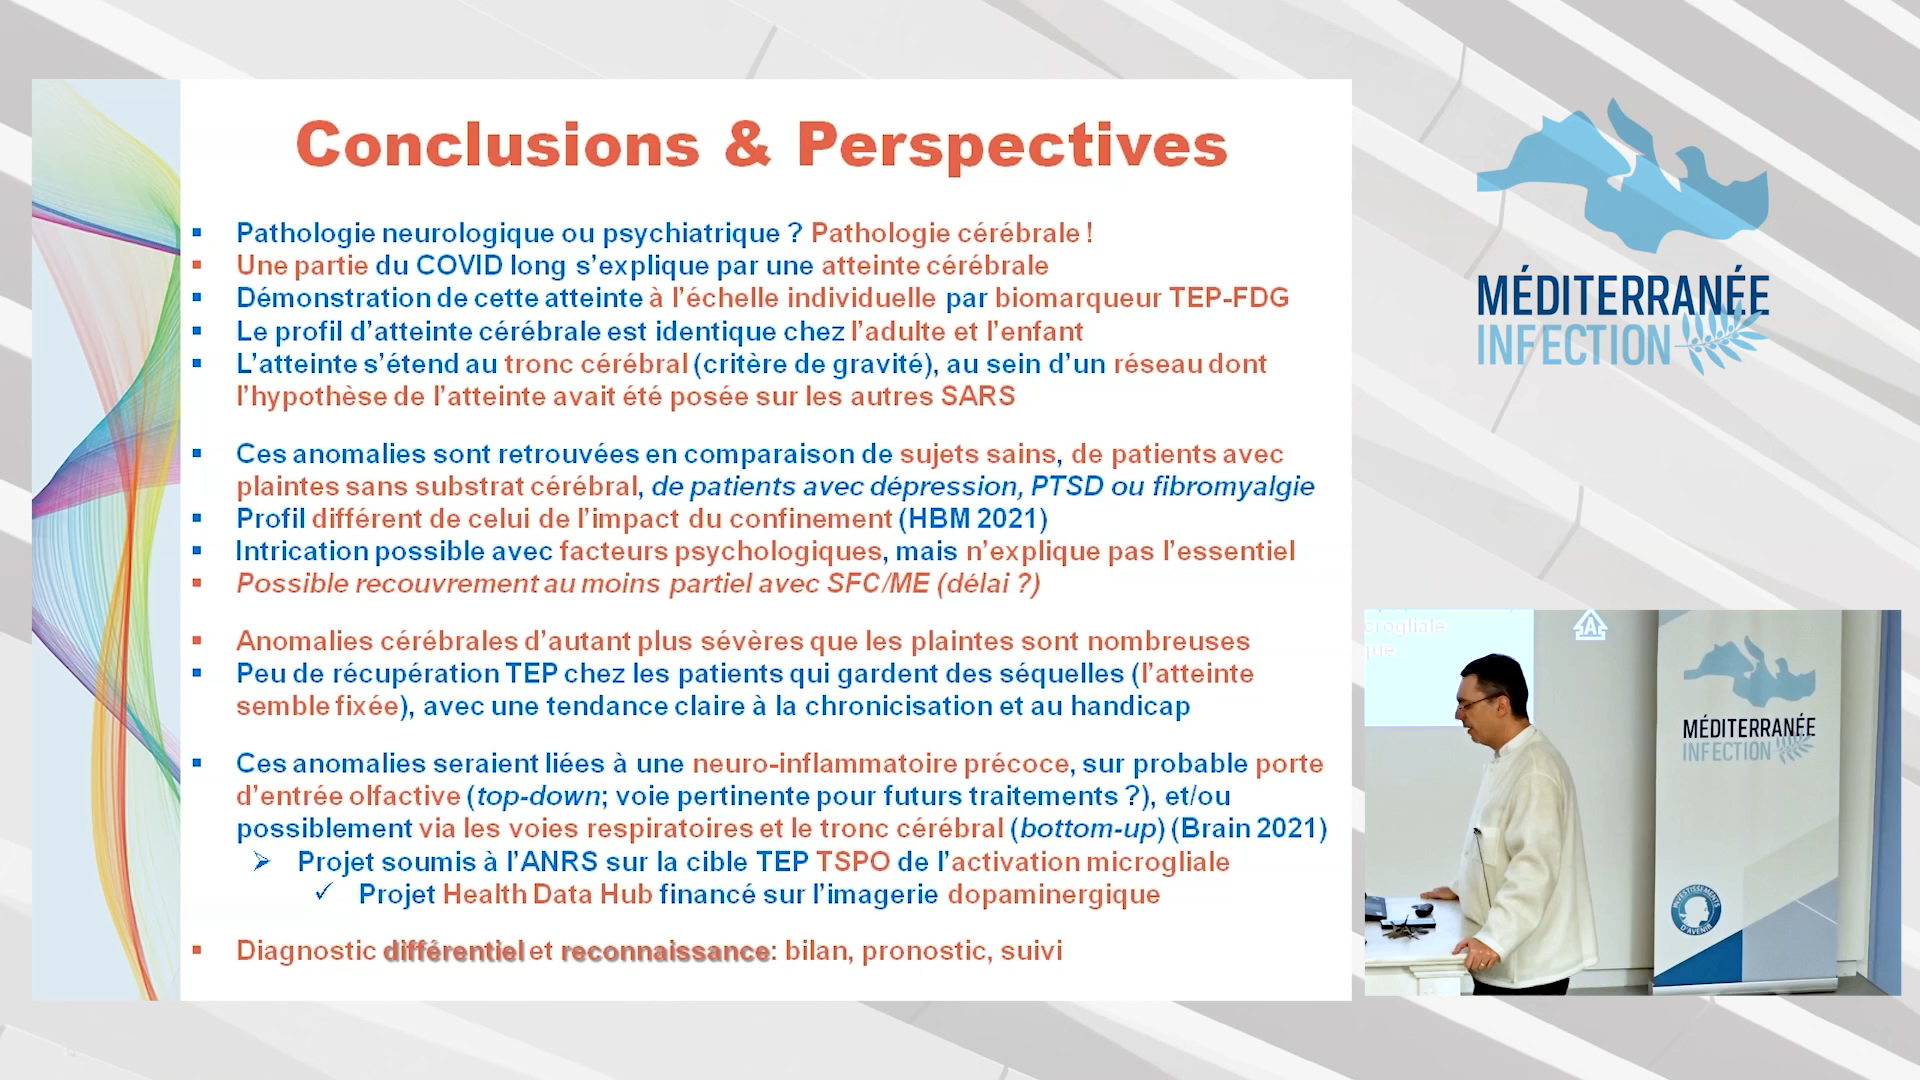 Conclusions & Perspectives
▪ Pathologie neurologique ou psychiatrique ? Pathologie cérébrale !
▪ Une partie du COVID long s'explique par une atteinte cérébrale
▪ Démonstration de cette atteinte à l'échelle individuelle par biomarqueur TEP-FDG
▪ Le profil d'atteinte cérébrale est identique chez l'adulte et l'enfant
▪ L'atteinte s'étend au tronc cérébral (critère de gravité), au sein d'un réseau dont
l'hypothèse de l'atteinte avait été posée sur les autres SARS
▪ Ces anomalies sont retrouvées en comparaison de sujets sains, de patients avec
plaintes sans substrat cérébral, de patients avec dépression, PTSD ou fibromyalgie
▪ Profil différent de celui de l'impact du confinement (HBM 2021)
▪ Intrication possible avec facteurs psychologiques, mais n'explique pas l'essentiel
▪ Possible recouvrement au moins partiel avec SFC/ME (délai ?)
▪ Anomalies cérébrales d'autant plus sévères que les plaintes sont nombreuses
▪ Peu de récupération TEP chez les patients qui gardent des séquelles (l'atteinte
semble fixée), avec une tendance claire à la chronicisation et au handicap
▪ Ces anomalies seraient liées à une neuro-inflammatoire précoce, sur probable porte
d'entrée olfactive (top-down; voie pertinente pour futurs traitements ?), et/ou
possiblement via les voies respiratoires et le tronc cérébral (bottom-up) (Brain 2021)
➢ Projet soumis à l'ANRS sur la cible TEP TSPO de l'activation microgliale
✓ Projet Health Data Hub financé sur l'imagerie dopaminergique
▪ Diagnostic différentiel et reconnaissance: bilan, pronostic, suivi
MÉDITERRANÉE
INFECTION
crogliale
que
A
MÉDITERRANÉE
INFECTION
INVESTISSEMENTS
D'AVENIR